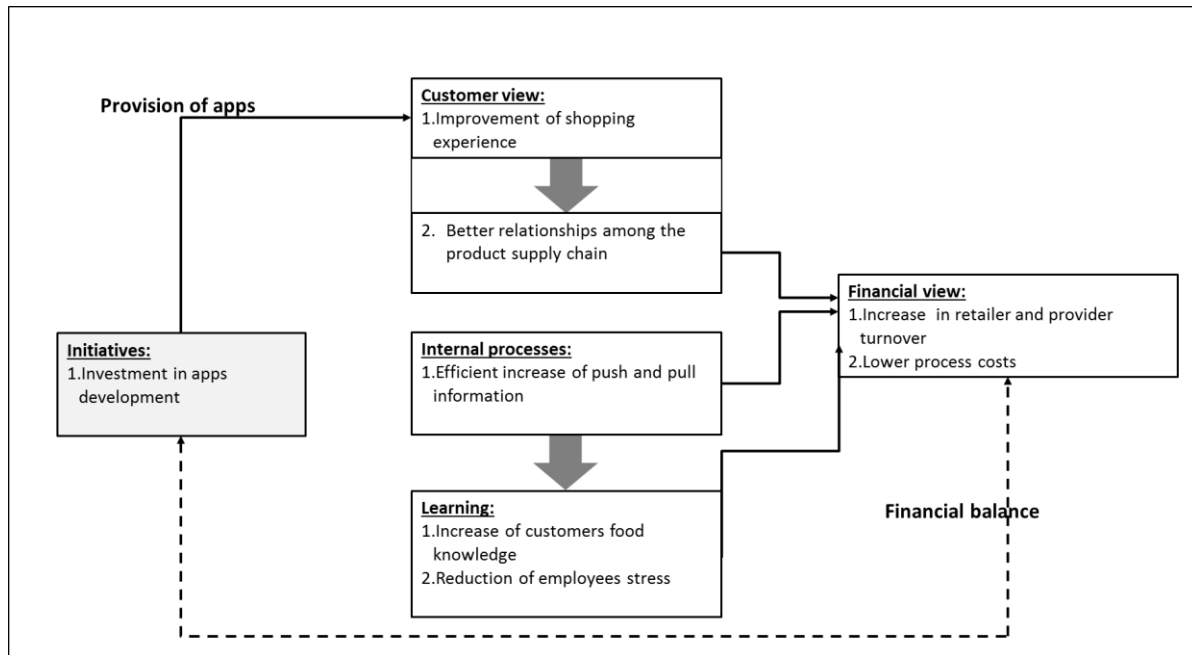 Provision of apps
Customer view:
1.Improvement of shopping
experience
2. Better relationships among the
product supply chain
Initiatives:
1.Investment in apps
development
Internal processes:
1.Efficient increase of push and pull
information
Learning:
1.Increase of customers food
knowledge
2.Reduction of employees stress
Financial view:
1.Increase in retailer and provider
turnover
2.Lower process costs
Financial balance